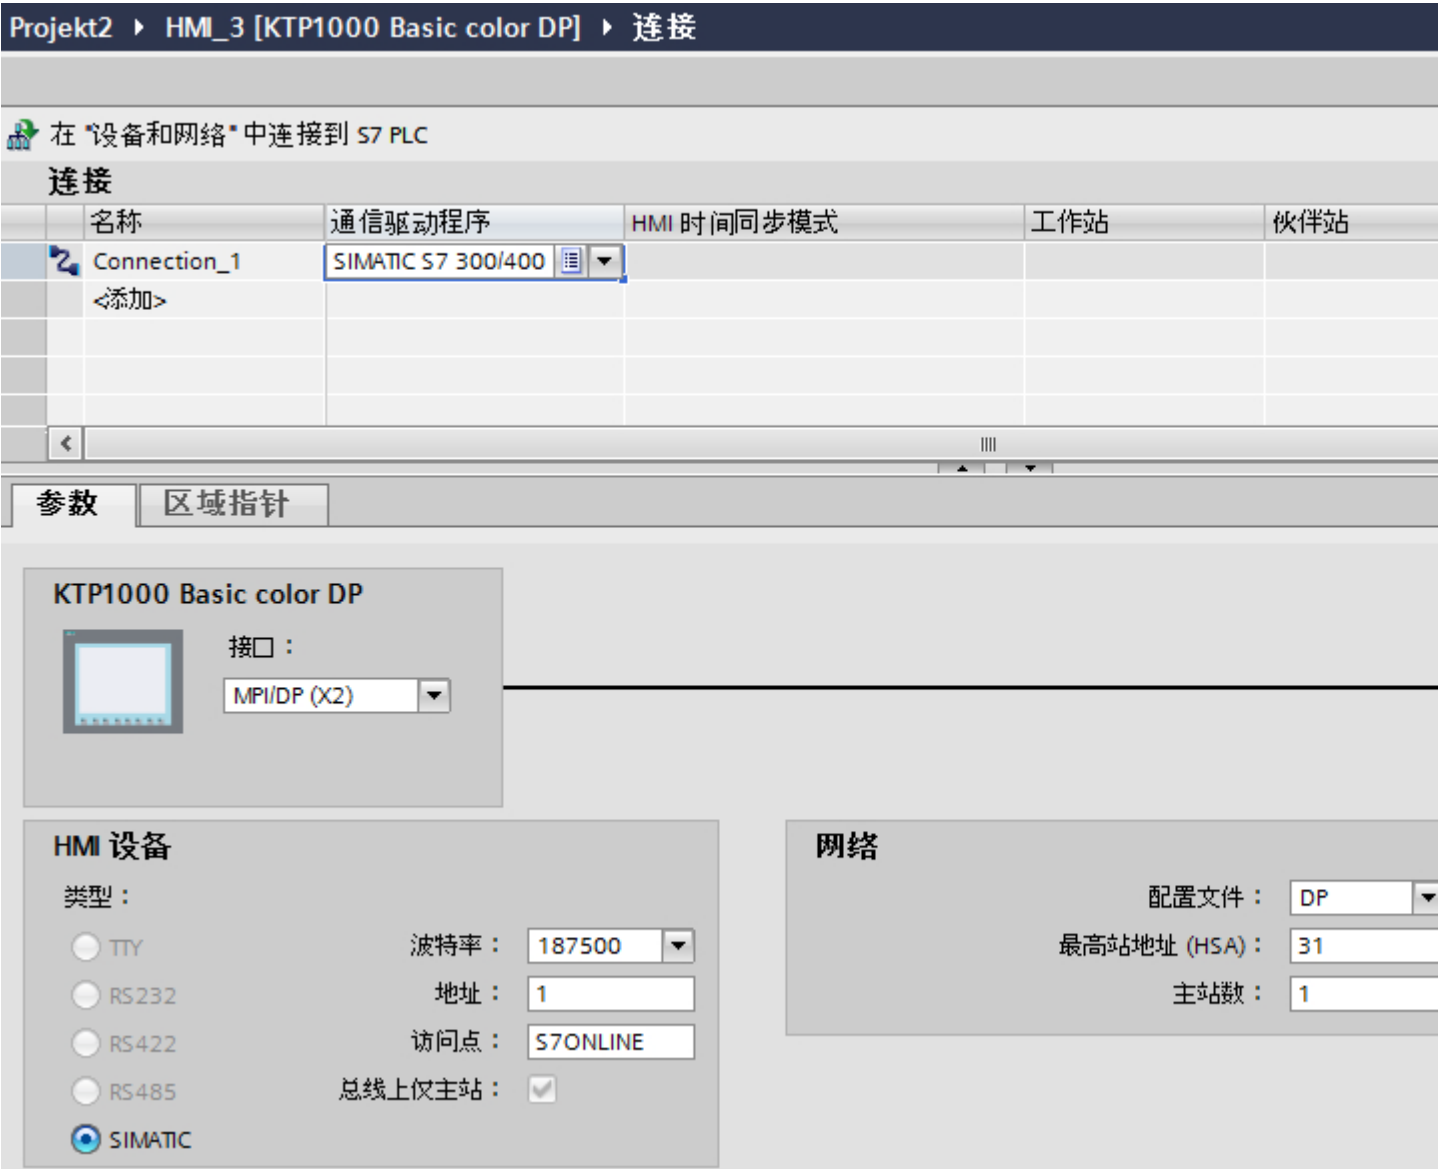 Projekt2 ▸ HMI_3 [KTP1000 Basic color DP] ▸ 连接
在 "设备和网络" 中连接到 S7 PLC
连接
名称 通信驱动程序 HMI 时间同步模式 工作站 伙伴站
Connection_1 SIMATIC S7 300/400
<添加>
参数 区域指针
KTP1000 Basic color DP
接口：
MPI/DP (X2)
HMI 设备
类型：
TTY
RS232
RS422
RS485
SIMATIC
波特率： 187500
地址： 1
访问点： S7ONLINE
总线上仅主站：
网络
配置文件： DP
最高站地址 (HSA)： 31
主站数： 1